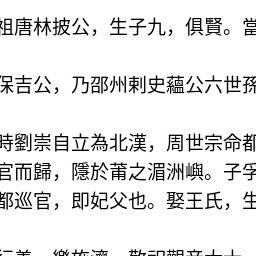 祖唐林披公，生子九，俱賢。當
保吉公，乃邵州刺史蘊公六世孫
時劉崇自立為北漢，周世宗命都
官而歸，隱於莆之湄洲嶼。子孚
都巡官，即妃父也。娶王氏，生